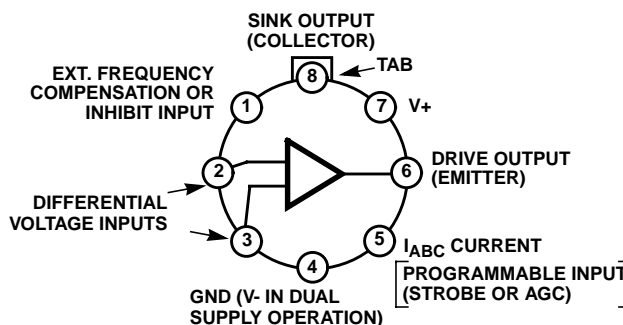 SINK OUTPUT
(COLLECTOR)
TAB
8
EXT. FREQUENCY
COMPENSATION OR
INHIBIT INPUT
1
7
V+
2
6
DRIVE OUTPUT
(EMITTER)
DIFFERENTIAL
VOLTAGE INPUTS
3
5
IABC CURRENT
PROGRAMMABLE INPUT
(STROBE OR AGC)
4
GND (V- IN DUAL
SUPPLY OPERATION)